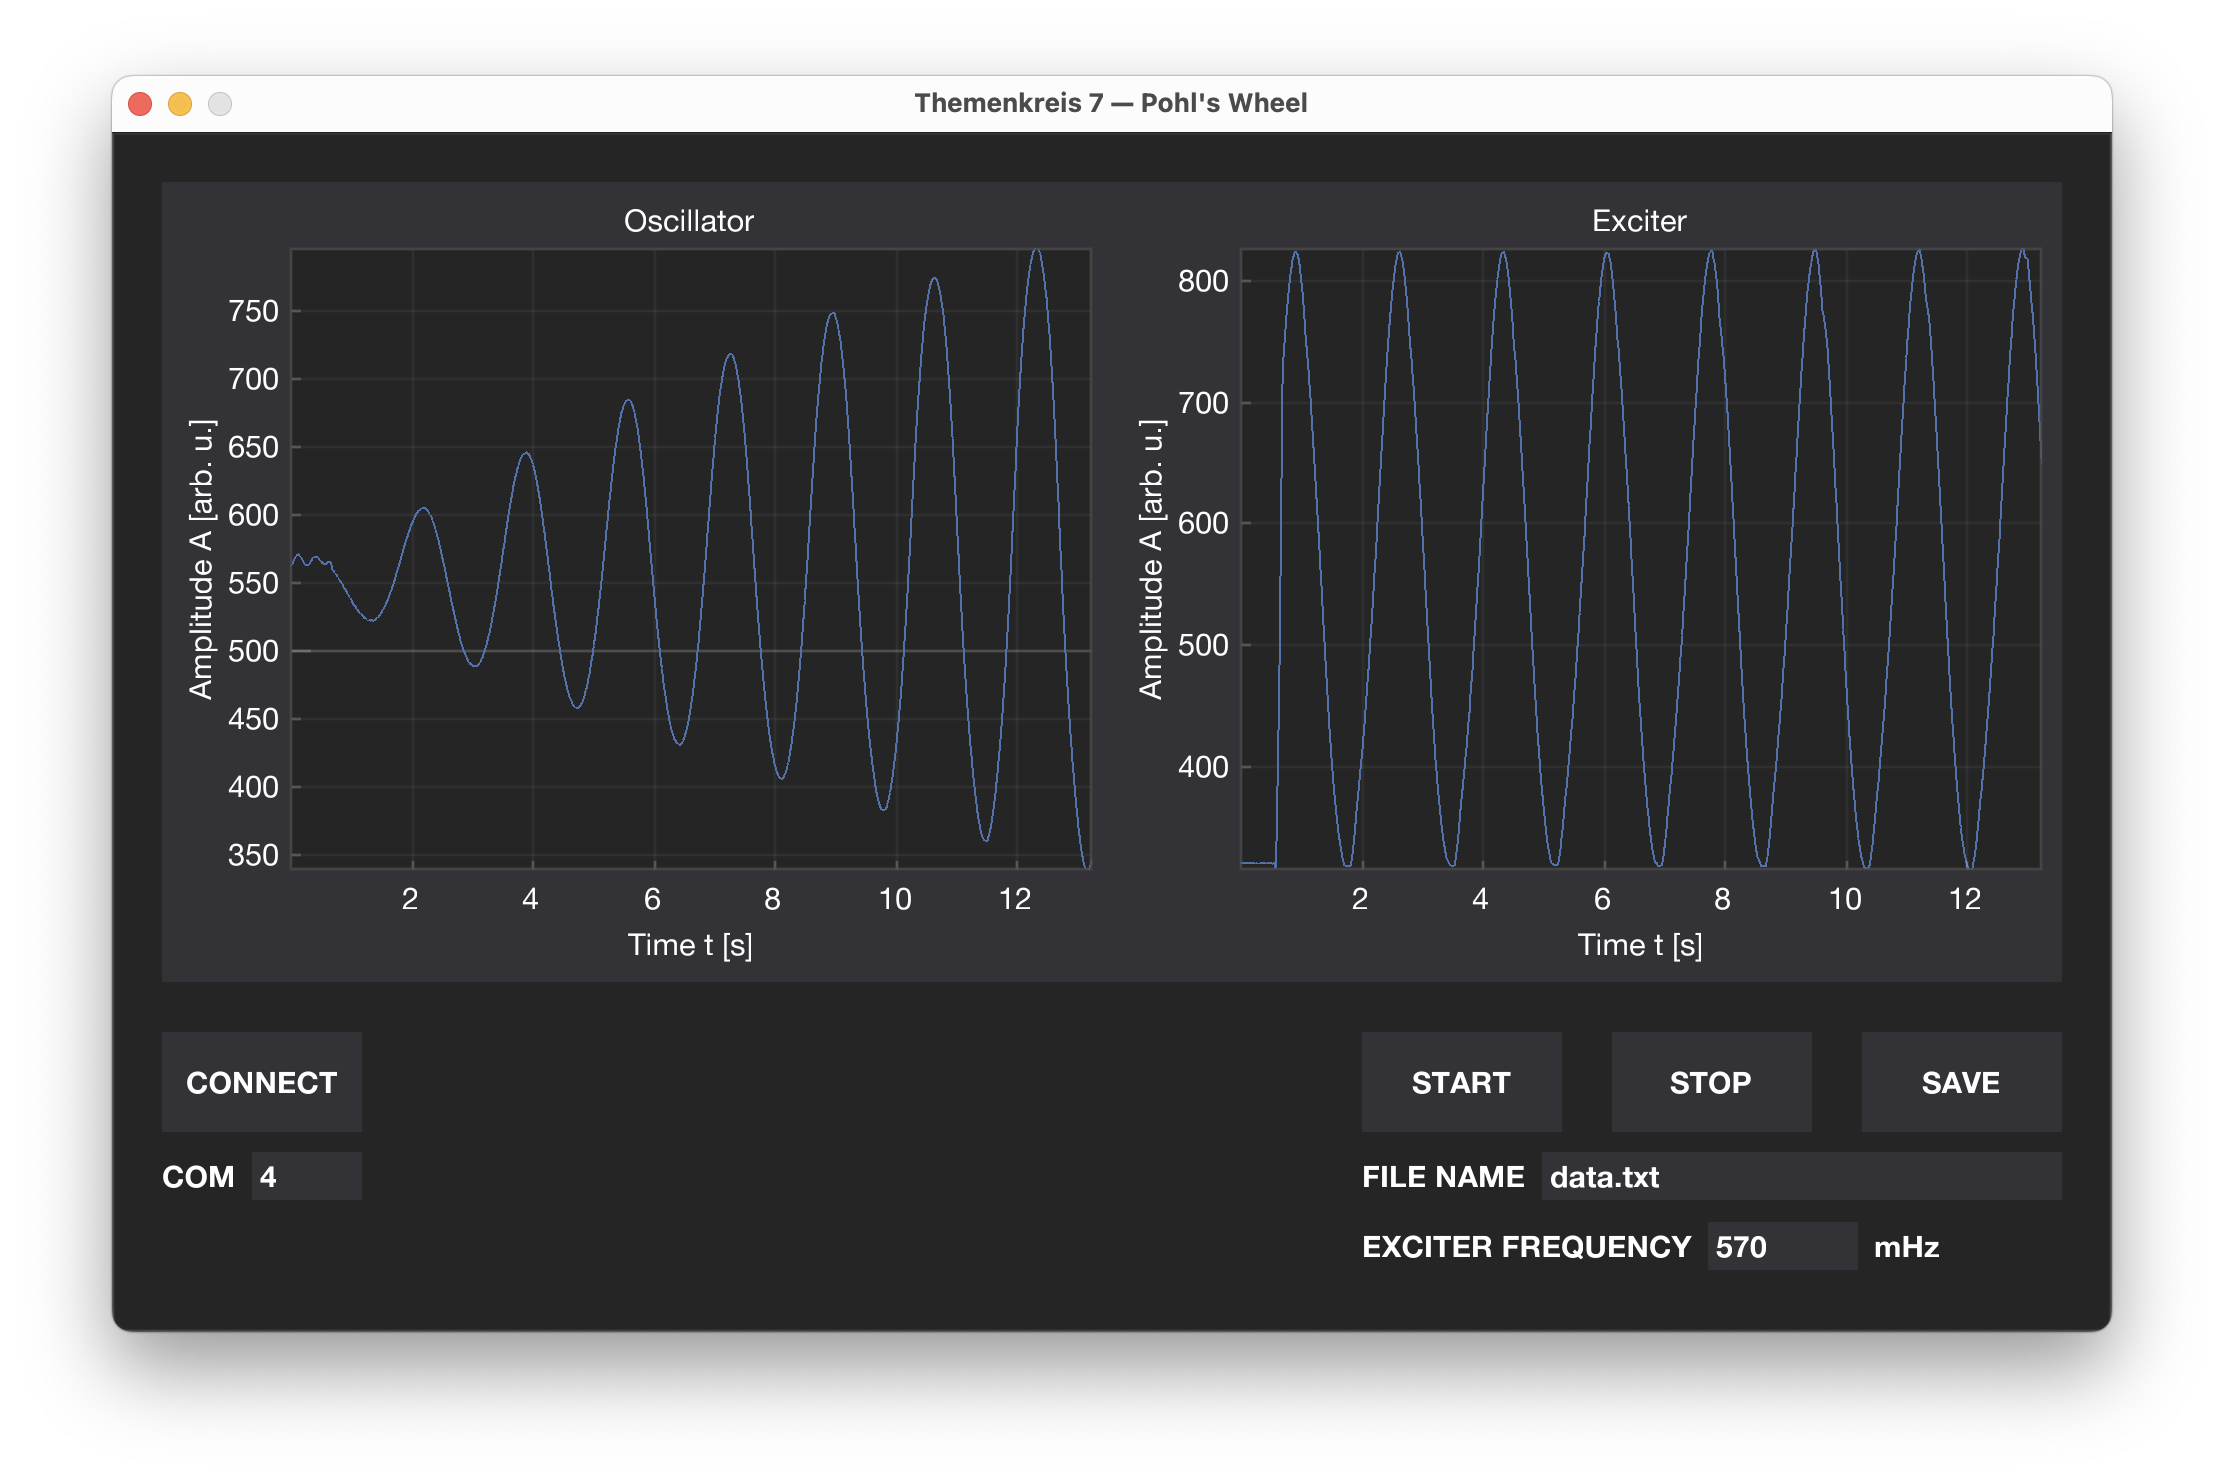 Themenkreis 7 — Pohl's Wheel
Oscillator
750
700
650
600
550
500
450
400
350
Amplitude A [arb. u.]
2 4 6 8 10 12
Time t [s]
Exciter
800
700
600
500
400
Amplitude A [arb. u.]
2 4 6 8 10 12
Time t [s]
CONNECT
START STOP SAVE
COM 4
FILE NAME data.txt
EXCITER FREQUENCY 570 mHz